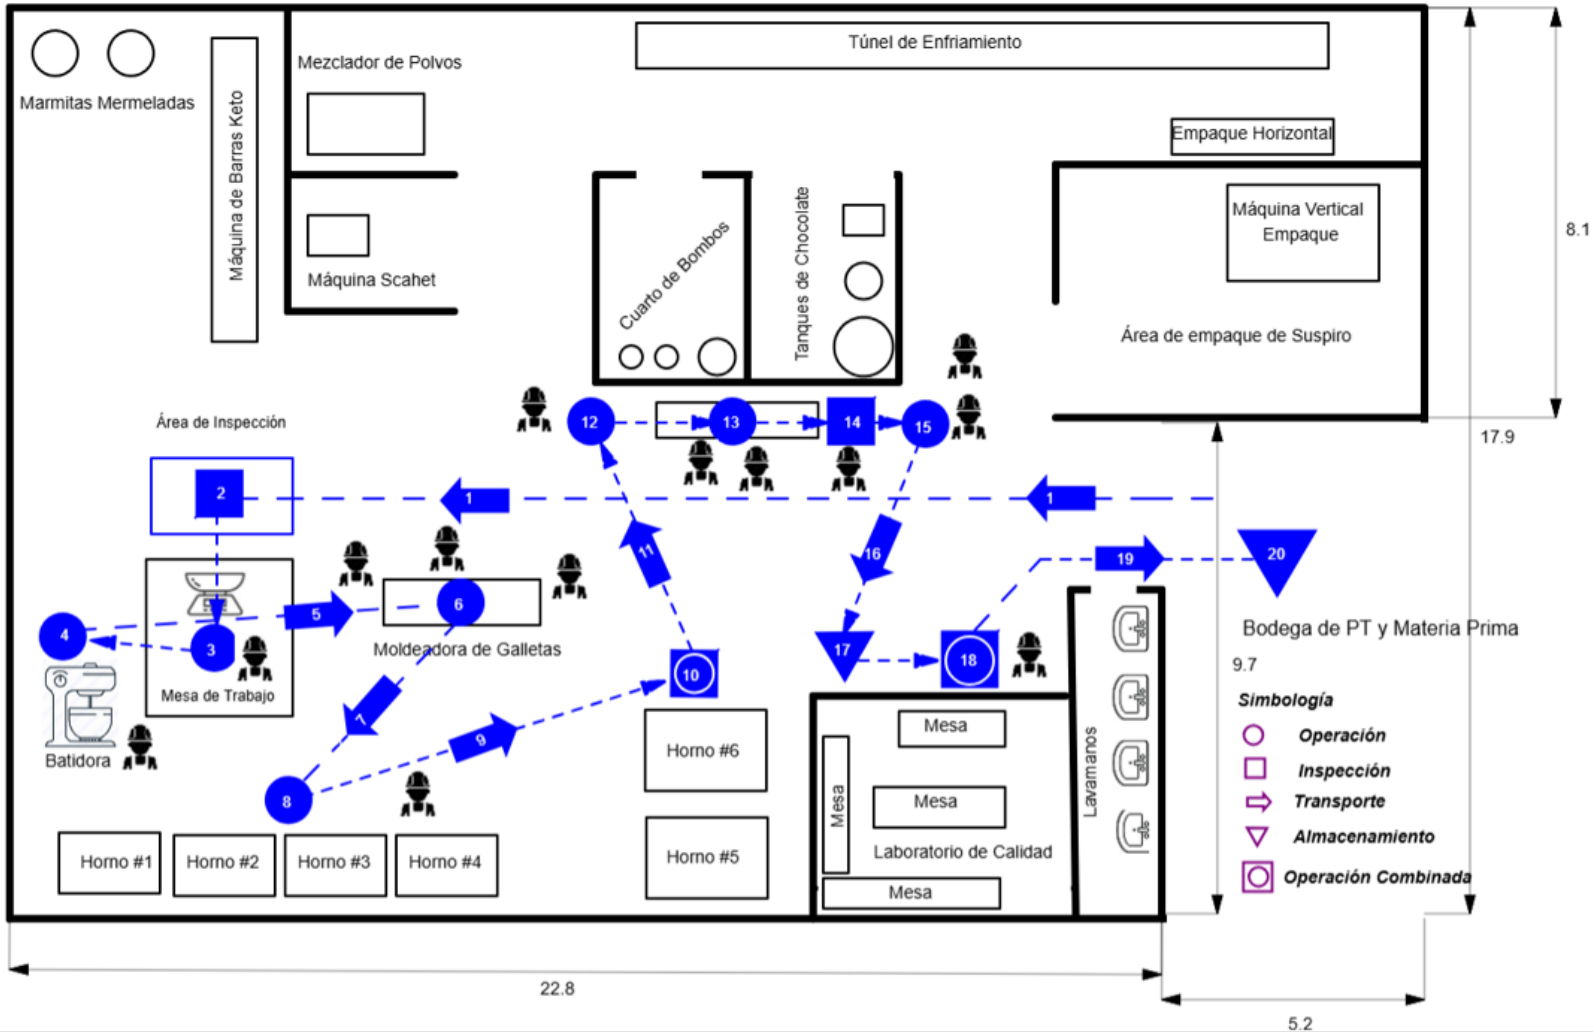 Túnel de Enfriamiento
Mezclador de Polvos
Marmitas Mermeladas
Máquina de Barras Keto
Empaque Horizontal
Máquina Vertical
Empaque
8.1
Máquina Scahet
Cuarto de Bombos
Tanques de Chocolate
Área de empaque de Suspiro
Área de Inspección
12
13
14
15
17.9
2
1
1
11
16
19
20
4
3
5
6
Moldeadora de Galletas
Mesa de Trabajo
Batidora
7
8
9
10
17
18
Bodega de PT y Materia Prima
9.7
Simbología
Operación
Inspección
Transporte
Almacenamiento
Operación Combinada
Horno #6
Horno #5
Horno #1
Horno #2
Horno #3
Horno #4
Mesa
Mesa
Mesa
Laboratorio de Calidad
Mesa
Lavamanos
22.8
5.2